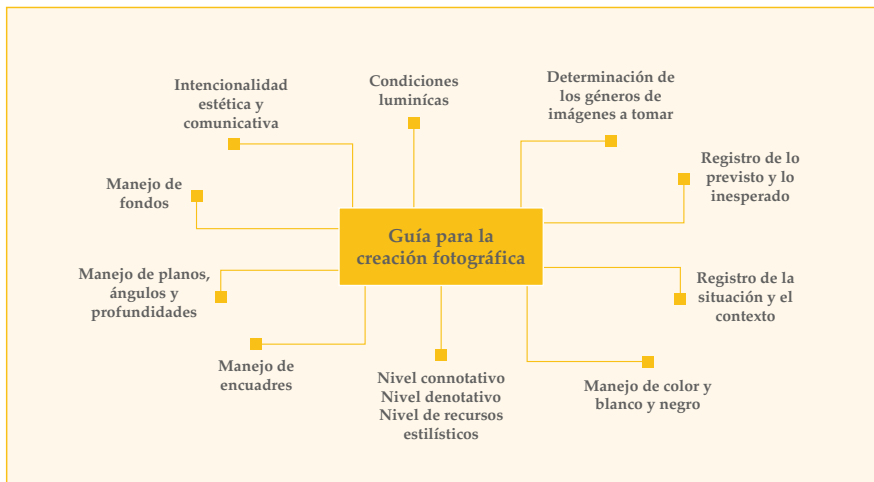 Intencionalidad
estética y
comunicativa
Condiciones
luminícas
Determinación de
los géneros de
imágenes a tomar
Registro de lo
previsto y lo
inesperado
Manejo de
fondos
Guía para la
creación fotográfica
Manejo de planos,
ángulos y
profundidades
Registro de la
situación y el
contexto
Manejo de
encuadres
Nivel connotativo
Nivel denotativo
Nivel de recursos
estilísticos
Manejo de color y
blanco y negro